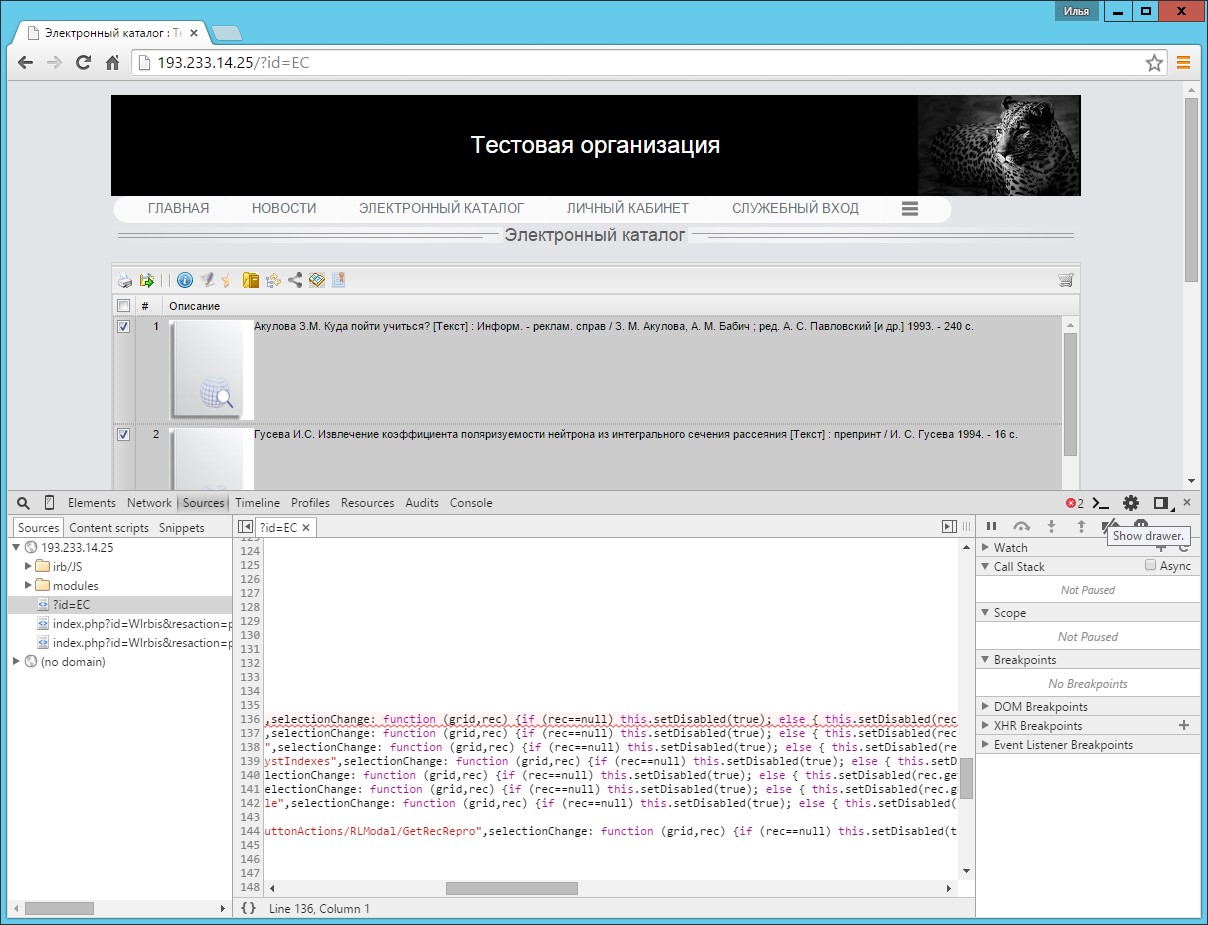 Илья
Электронный каталог : Те
193.233.14.25/?id=EC
Тестовая организация
ГЛАВНАЯ НОВОСТИ ЭЛЕКТРОННЫЙ КАТАЛОГ ЛИЧНЫЙ КАБИНЕТ СЛУЖЕБНЫЙ ВХОД
Электронный каталог
# Описание
1 Акулова З.М. Куда пойти учиться? [Текст] : Информ. - реклам. справ / З. М. Акулова, А. М. Бабич ; ред. А. С. Павловский [и др.] 1993. - 240 с.
2 Гусева И.С. Извлечение коэффициента поляризуемости нейтрона из интегрального сечения рассеяния [Текст] : препринт / И. С. Гусева 1994. - 16 с.
Elements Network Sources Timeline Profiles Resources Audits Console 2
Sources Content scripts Snippets ?id=EC
Show drawer.
193.233.14.25
irb/JS
modules
?id=EC
index.php?id=WIrbis&resaction=p
index.php?id=WIrbis&resaction=p
(no domain)
123
124
125
126
127
128
129
130
131
132
133
134
135
136 ,selectionChange: function (grid,rec) {if (rec==null) this.setDisabled(true); else { this.setDisabled(rec.
137 ,selectionChange: function (grid,rec) {if (rec==null) this.setDisabled(true); else { this.setDisabled(rec
138 ",selectionChange: function (grid,rec) {if (rec==null) this.setDisabled(true); else { this.setDisabled(re
139 ystIndexes",selectionChange: function (grid,rec) {if (rec==null) this.setDisabled(true); else { this.setD
140 lectionChange: function (grid,rec) {if (rec==null) this.setDisabled(true); else { this.setDisabled(rec.ge
141 electionChange: function (grid,rec) {if (rec==null) this.setDisabled(true); else { this.setDisabled(rec.g
142 le",selectionChange: function (grid,rec) {if (rec==null) this.setDisabled(true); else { this.setDisabled(
143
144 uttonActions/RLModal/GetRecRepro",selectionChange: function (grid,rec) {if (rec==null) this.setDisabled(t
145
146
147
148
{} Line 136, Column 1
Watch
Call Stack Async
Not Paused
Scope
Not Paused
Breakpoints
No Breakpoints
DOM Breakpoints
XHR Breakpoints
Event Listener Breakpoints